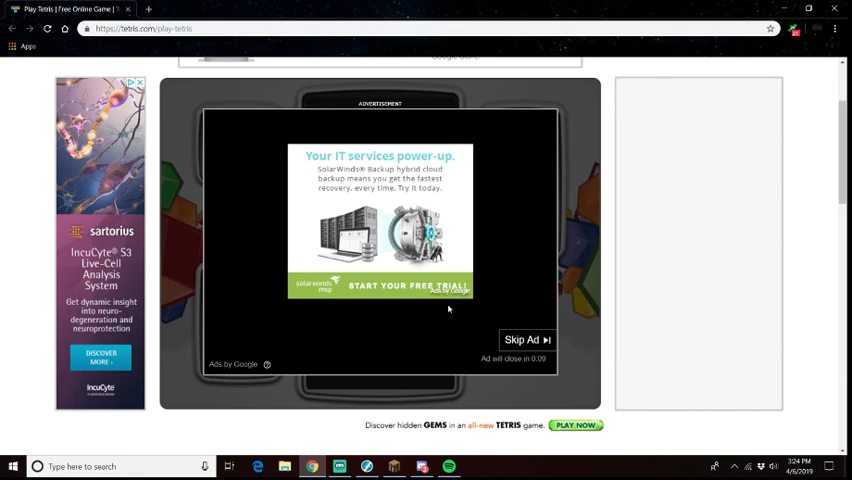 Play Tetris | Free Online Game |
https://tetris.com/play-tetris
21
Apps
Google Store.
ADVERTISEMENT
Your IT services power-up.
SolarWinds® Backup hybrid cloud
backup means you get the fastest
recovery, every time. Try it today.
solarwinds
msp
START YOUR FREE TRIAL!
Ads by Google
Skip Ad
Ad will close in 0:09
Ads by Google
sartorius
IncuCyte® S3
Live-Cell
Analysis
System
Get dynamic insight
into neuro-
degeneration and
neuroprotection
DISCOVER
MORE ›
IncuCyte
Discover hidden GEMS in an all-new TETRIS game. PLAY NOW
Type here to search
3:24 PM
4/6/2019